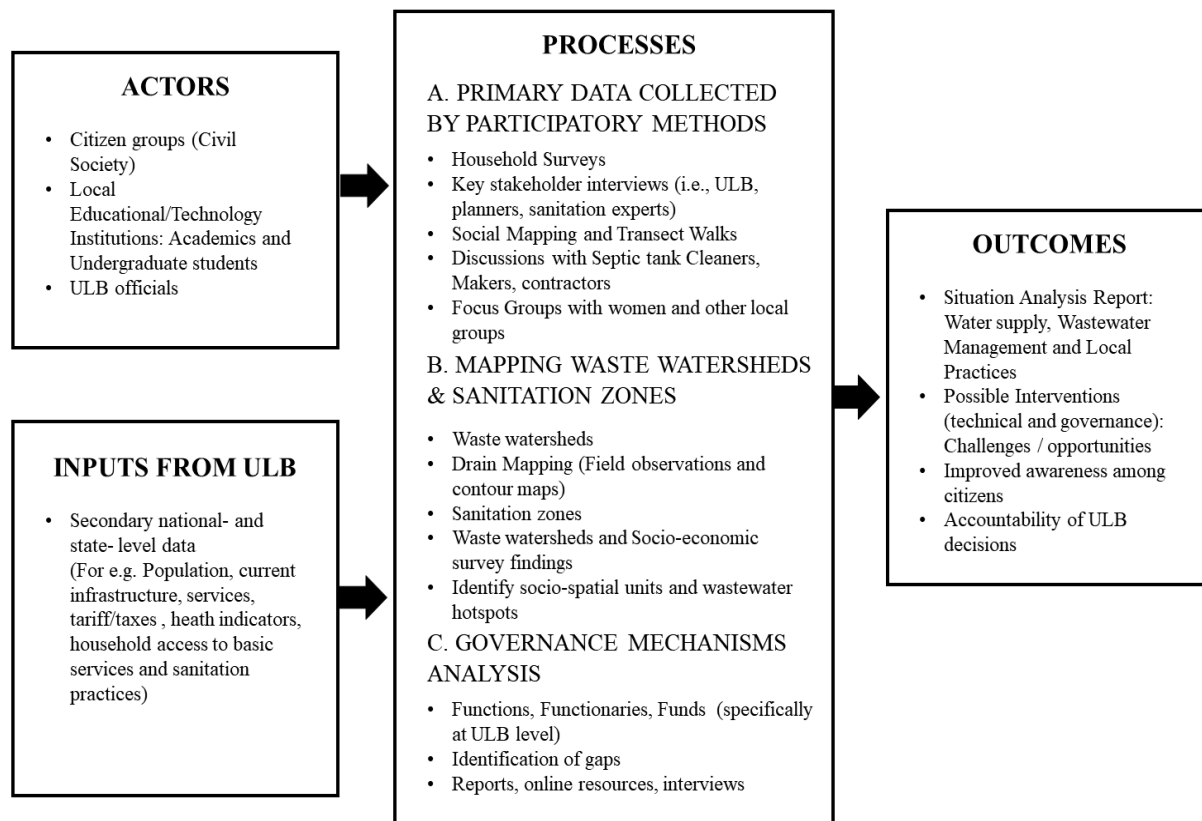 ACTORS
• Citizen groups (Civil
Society)
• Local
Educational/Technology
Institutions: Academics and
Undergraduate students
• ULB officials
INPUTS FROM ULB
• Secondary national- and
state- level data
(For e.g. Population, current
infrastructure, services,
tariff/taxes , heath indicators,
household access to basic
services and sanitation
practices)
PROCESSES
A. PRIMARY DATA COLLECTED
BY PARTICIPATORY METHODS
• Household Surveys
• Key stakeholder interviews (i.e., ULB,
planners, sanitation experts)
• Social Mapping and Transect Walks
• Discussions with Septic tank Cleaners,
Makers, contractors
• Focus Groups with women and other local
groups
B. MAPPING WASTE WATERSHEDS
& SANITATION ZONES
• Waste watersheds
• Drain Mapping (Field observations and
contour maps)
• Sanitation zones
• Waste watersheds and Socio-economic
survey findings
• Identify socio-spatial units and wastewater
hotspots
C. GOVERNANCE MECHANISMS
ANALYSIS
• Functions, Functionaries, Funds (specifically
at ULB level)
• Identification of gaps
• Reports, online resources, interviews
OUTCOMES
• Situation Analysis Report:
Water supply, Wastewater
Management and Local
Practices
• Possible Interventions
(technical and governance):
Challenges / opportunities
• Improved awareness among
citizens
• Accountability of ULB
decisions